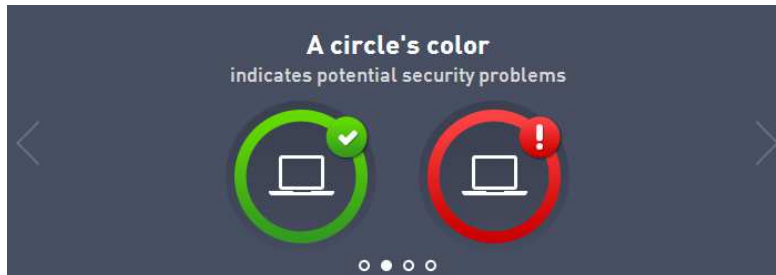 A circle's color
indicates potential security problems